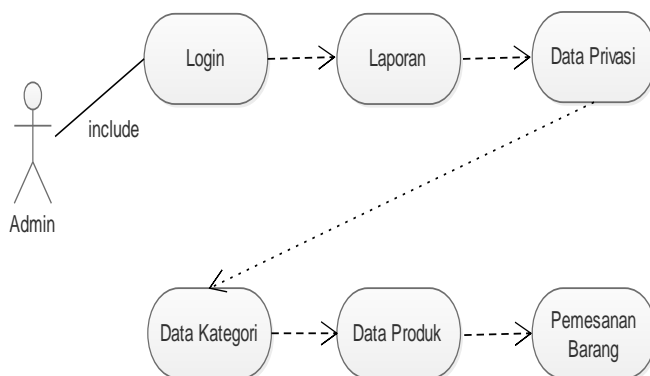 Login
Laporan
Data Privasi
include
Admin
Data Kategori
Data Produk
Pemesanan
Barang